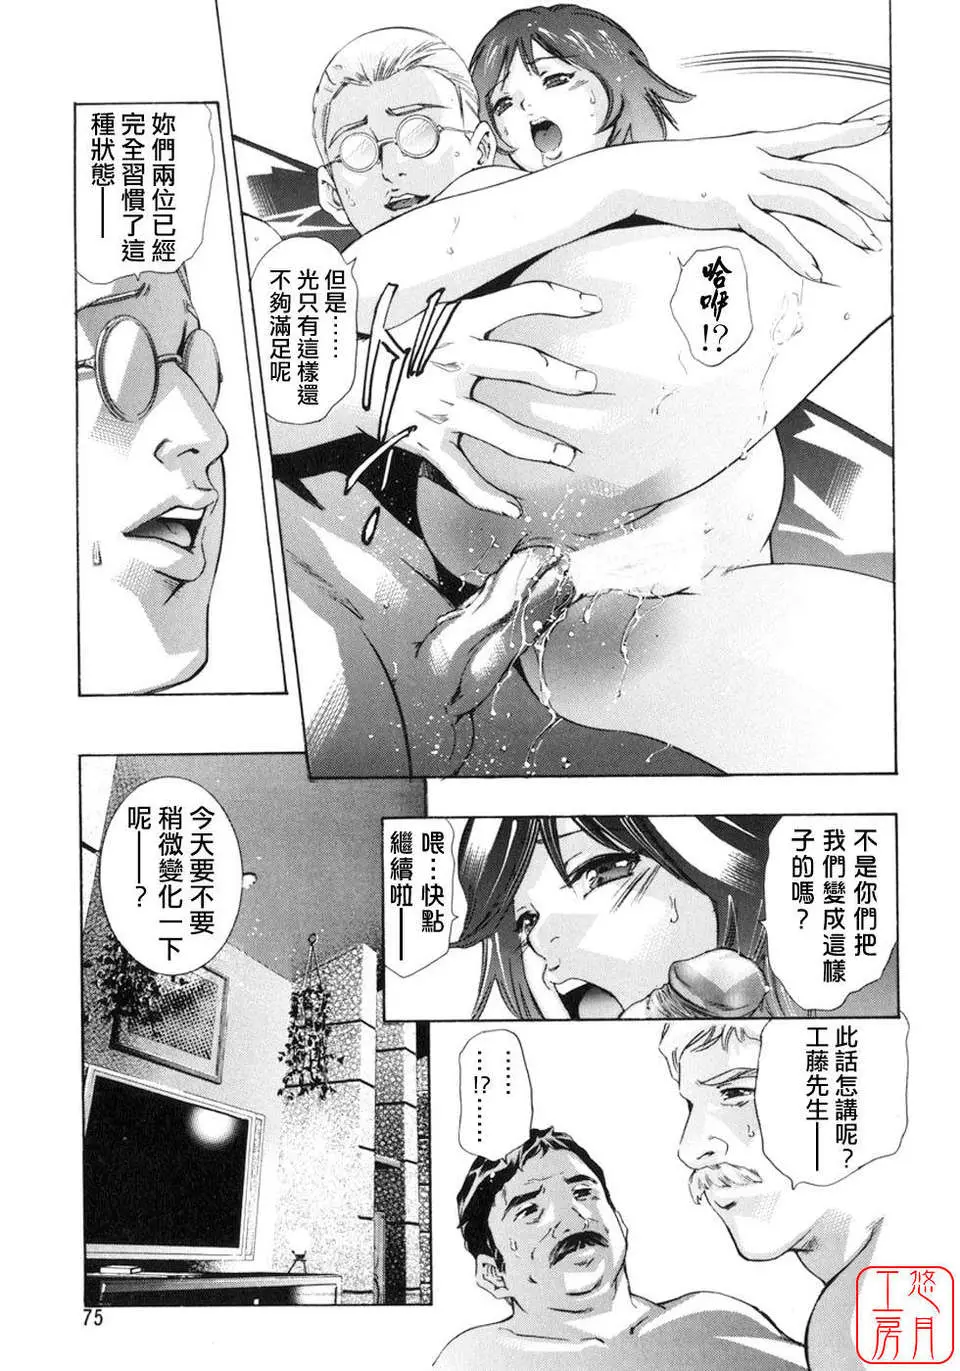 哈咿
!?
但是……
光只有這樣還
不夠滿足呢
妳們兩位已經
完全習慣了這
種狀態——
不是你們把
我們變成這樣
子的嗎?
喂…快點
繼續啦——
今天要不要
稍微變化一下
呢——?
此話怎講呢?
工藤先生——
……
……!?
75
悠月
工房